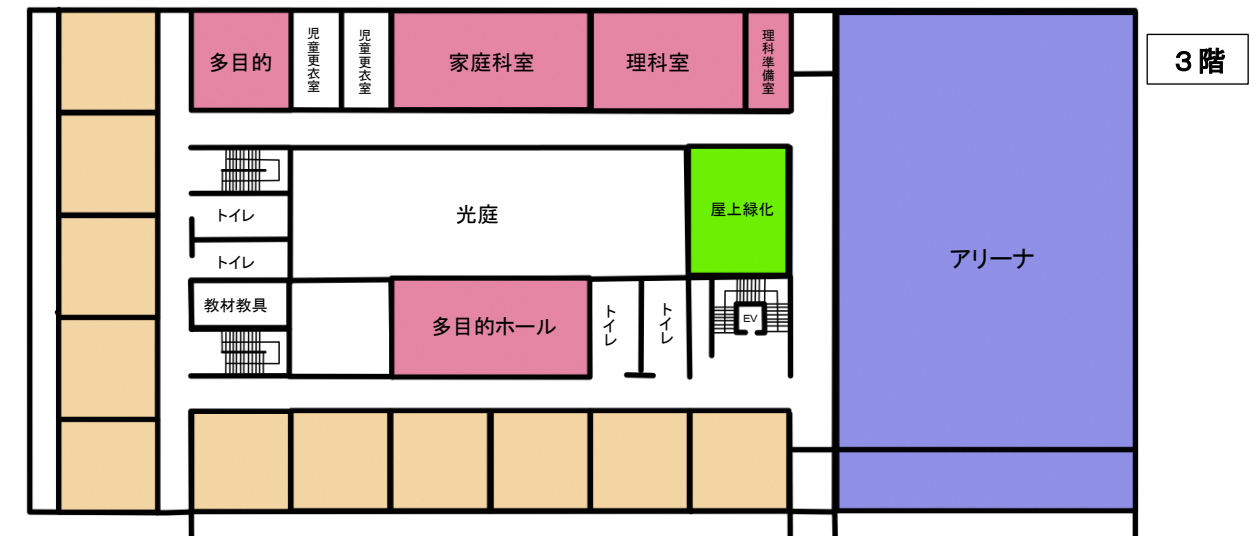 ３階
多目的
児童更衣室
児童更衣室
家庭科室
理科室
理科準備室
トイレ
トイレ
光庭
屋上緑化
アリーナ
教材教具
多目的ホール
トイレ
トイレ
EV